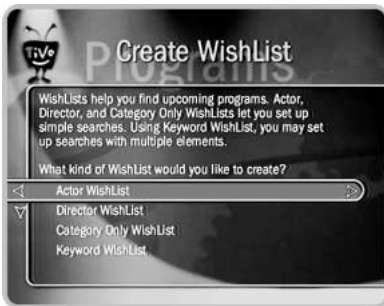 TiVo
Programs
Create WishList
WishLists help you find upcoming programs. Actor,
Director, and Category Only WishLists let you set up
simple searches. Using Keyword WishList, you may set
up searches with multiple elements.
What kind of WishList would you like to create?
Actor WishList
Director WishList
Category Only WishList
Keyword WishList